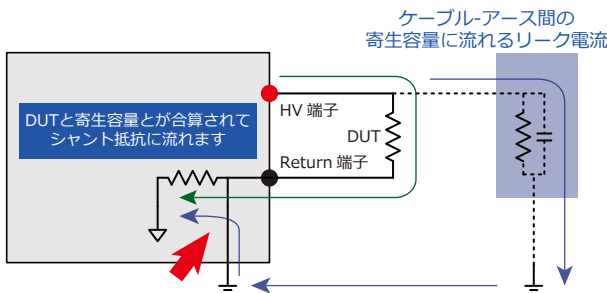 ケーブル-アース間の
寄生容量に流れるリーク電流
DUTと寄生容量とが合算されて
シャント抵抗に流れます
HV 端子
DUT
Return 端子